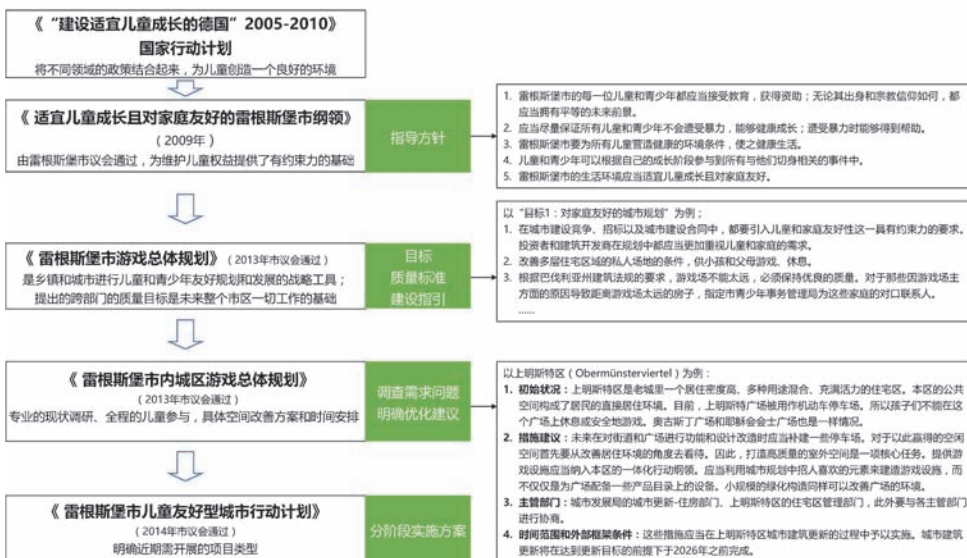 《 “建设适宜儿童成长的德国” 2005-2010》
国家行动计划
将不同领域的政策结合起来，为儿童创造一个良好的环境
《 适宜儿童成长且对家庭友好的雷根斯堡市纲领》
（2009年）
由雷根斯堡市议会通过，为维护儿童权益提供了有约束力的基础
指导方针
1. 雷根斯堡市的每一位儿童和青少年都应当接受教育，获得资助；无论其出身和宗教信仰如何，都
应当拥有平等的未来前景。
2. 应当尽量保证所有儿童和青少年不会遭受暴力，能够健康成长；遭受暴力时能够得到帮助。
3. 雷根斯堡市要为所有儿童营造健康的环境条件，使之健康生活。
4. 儿童和青少年可以根据自己的成长阶段参与到所有与他们切身相关的事件中。
5. 雷根斯堡市的生活环境应当适宜儿童成长且对家庭友好。
《 雷根斯堡市游戏总体规划》（2013年市议会通过）
是乡镇和城市进行儿童和青少年友好规划和发展的战略工具；
提出的跨部门的质量目标是未来整个市区一切工作的基础
目标
质量标准
建设指引
以“目标1：对家庭友好的城市规划”为例；
1. 在城市建设竞争、招标以及城市建设合同中，都要引入儿童和家庭友好性这一具有约束力的要求。
投资者和建筑开发商在规划中都应当更加重视儿童和家庭的需求。
2. 改善多层住宅区域的私人场地的条件，供小孩和父母游戏、休息。
3. 根据巴伐利亚州建筑法规的要求，游戏场不能太远，必须保持优良的质量。对于那些因游戏场主
方面的原因导致距离游戏场太远的房子，指定市青少年事务管理局为这些家庭的对口联系人。
……
《 雷根斯堡市内城区游戏总体规划》
（2013年市议会通过）
专业的现状调研、全程的儿童参与，具体空间改善方案和时间安排
调查需求问题
明确优化建议
以上明斯特区（Obermünsterviertel）为例：
1. 初始状况：上明斯特区是老城里一个居住密度高、多种用途混合、充满活力的住宅区。本区的公共
空间构成了居民的直接居住环境。目前，上明斯特广场被用作机动车停车场。所以孩子们不能在这
个广场上休息或安全地游戏。奥古斯丁广场和耶稣会会士广场也是一样情况。
2. 措施建议：未来在对街道和广场进行功能和设计改造时应当补建一些停车场。对于以此赢得的空闲
空间首先要从改善居住环境的角度去看待。因此，打造高质量的室外空间是一项核心任务。提供游
戏设施应当纳入本区的一体化行动纲领。应当利用城市规划中招人喜欢的元素来建造游戏设施，而
不仅仅是为广场配备一些产品目录上的设备。小规模的绿化构造同样可以改善广场的环境。
3. 主管部门：城市发展局的城市更新-住房部门、上明斯特区的住宅区管理部门，此外要与各主管部门
进行协商。
4. 时间范围和外部框架条件：这些措施应当在上明斯特区城市建筑更新的过程中予以实施。城市建筑
更新将在达到更新目标的前提下于2026年之前完成。
《 雷根斯堡市儿童友好型城市行动计划》
（2014年市议会通过）
明确近期需开展的项目类型
分阶段实施方案